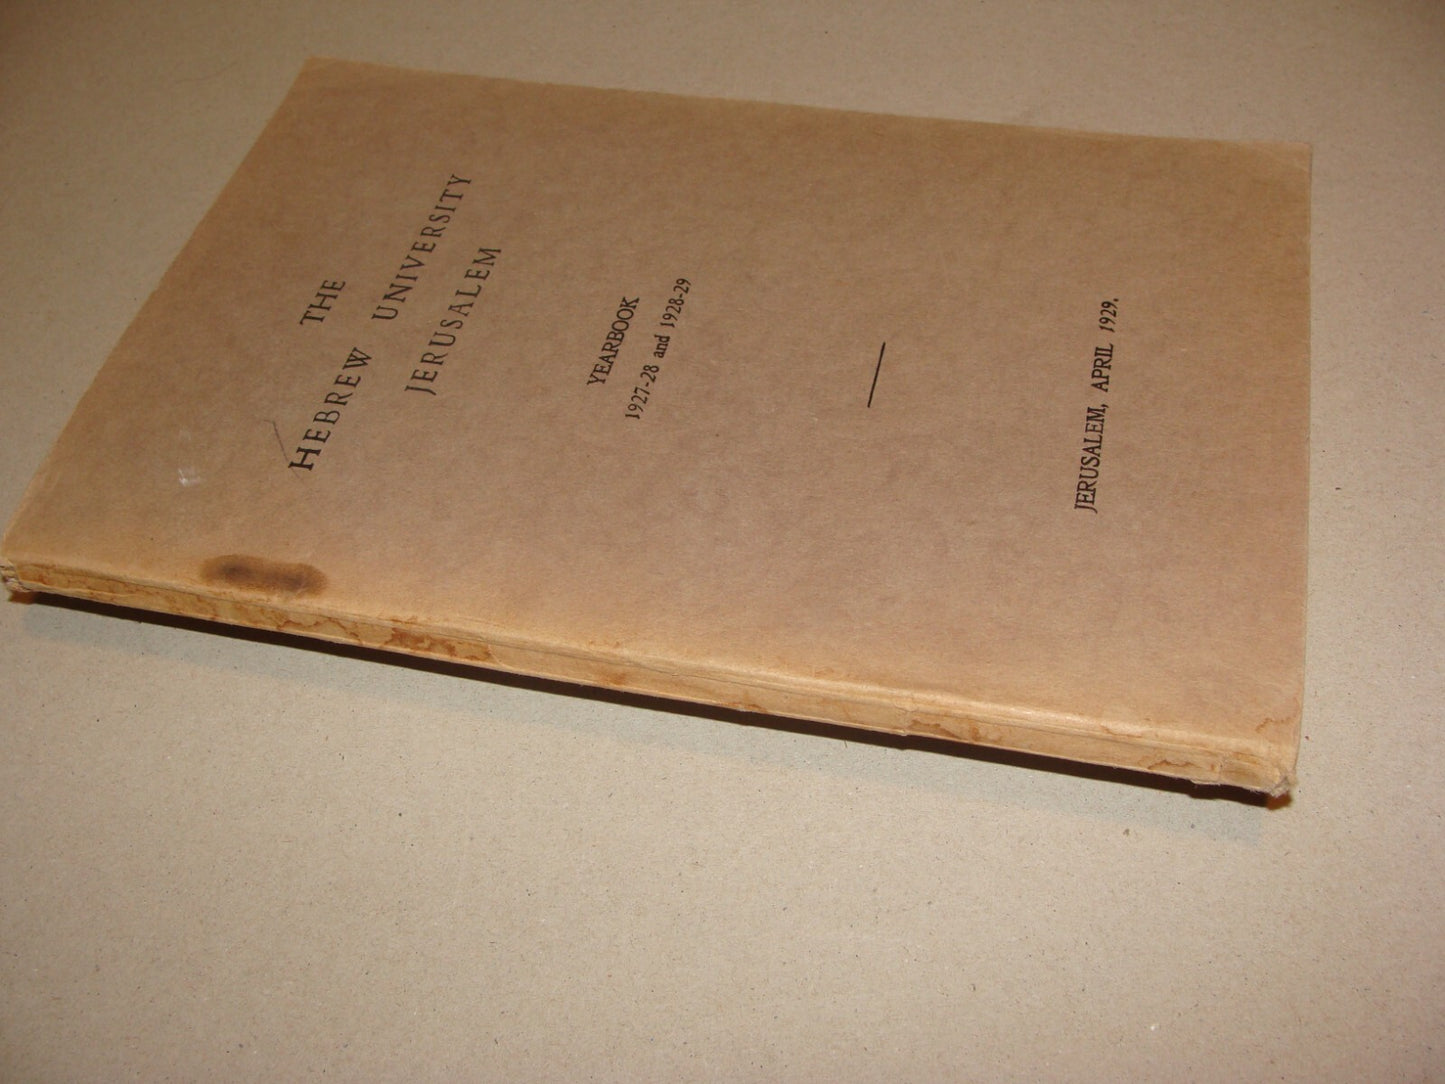 THE
HEBREW UNIVERSITY
JERUSALEM
YEARBOOK
1927-28 and 1928-29
JERUSALEM, APRIL 1929.